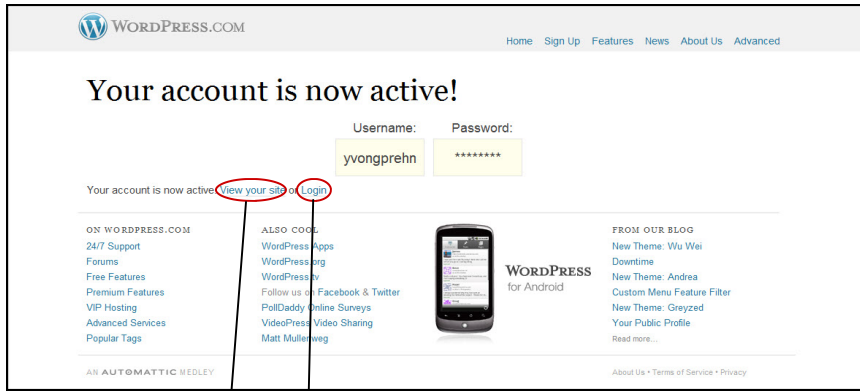 WORDPRESS.COM
Home Sign Up Features News About Us Advanced
Your account is now active!
Username: Password:
yvongprehn ********
Your account is now active. View your site or Login
ON WORDPRESS.COM
24/7 Support
Forums
Free Features
Premium Features
VIP Hosting
Advanced Services
Popular Tags
ALSO COOL
WordPress Apps
WordPress.org
WordPress.tv
Follow us on Facebook & Twitter
PollDaddy Online Surveys
VideoPress Video Sharing
Matt Mullenweg
WORDPRESS
for Android
FROM OUR BLOG
New Theme: Wu Wei
Downtime
New Theme: Andrea
Custom Menu Feature Filter
New Theme: Greyzed
Your Public Profile
Read more...
AN AUTOMATTIC MEDLEY
About Us • Terms of Service • Privacy